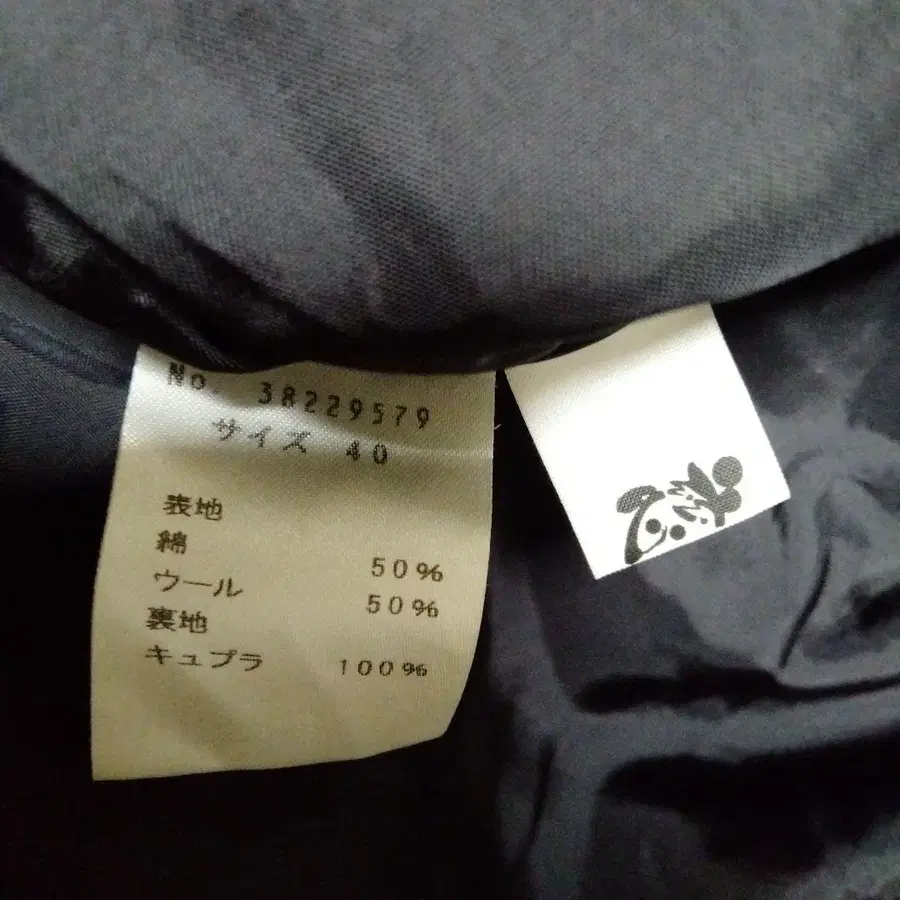 No. 38229579
サイズ 40
表地
綿 50%
ウール 50%
裏地
キュプラ 100%